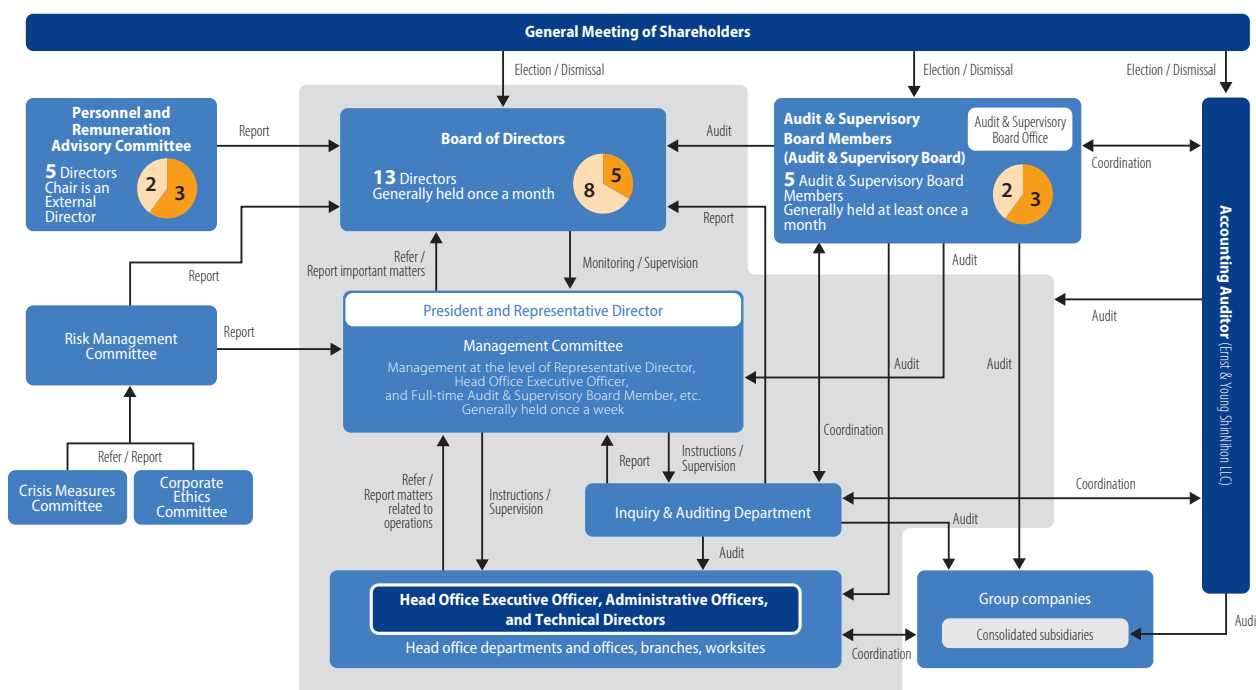 General Meeting of Shareholders
Election / Dismissal
Election / Dismissal
Election / Dismissal
Personnel and
Remuneration
Advisory Committee
5 Directors
Chair is an
External
Director
2
3
Report
Board of Directors
13 Directors
Generally held once a month
8
5
Audit
Audit & Supervisory
Board Members
(Audit & Supervisory Board)
5 Audit & Supervisory Board
Members
Generally held at least once a
month
Audit & Supervisory
Board Office
2
3
Coordination
Accounting Auditor (Ernst & Young ShinNihon LLC)
Report
Report
Refer /
Report important matters
Monitoring / Supervision
Audit
Audit
Risk Management
Committee
Report
President and Representative Director
Management Committee
Management at the level of Representative Director,
Head Office Executive Officer,
and Full-time Audit & Supervisory Board Member, etc.
Generally held once a week
Audit
Audit
Coordination
Refer / Report
Crisis Measures
Committee
Corporate
Ethics
Committee
Refer /
Report matters
related to
operations
Instructions /
Supervision
Report
Instructions /
Supervision
Coordination
Inquiry & Auditing Department
Audit
Audit
Head Office Executive Officer, Administrative Officers,
and Technical Directors
Head office departments and offices, branches, worksites
Coordination
Group companies
Consolidated subsidiaries
Audi